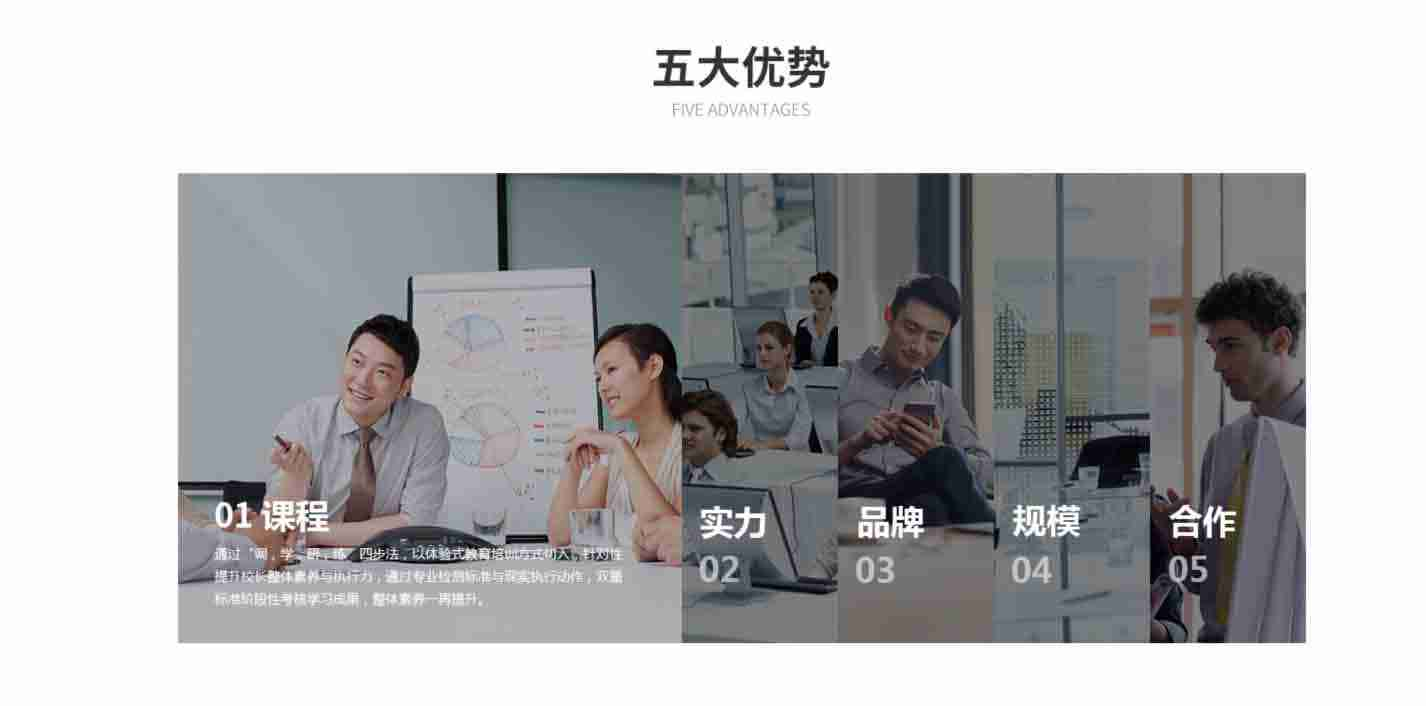 五大优势
FIVE ADVANTAGES
01 课程
通过“调，学，研，练”四步法，以体验式教育培训方式切入，针对性
提升校长整体素养与执行力，通过专业检测标准与现实执行动作，双重
标准阶段性考核学习成果，整体素养一再提升。
实力
02
品牌
03
规模
04
合作
05